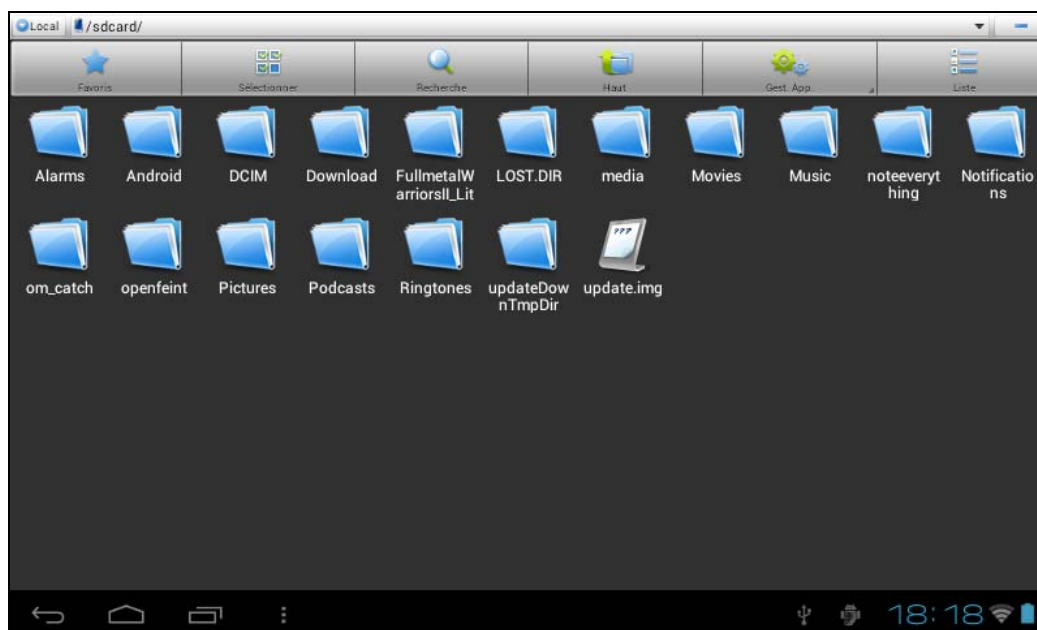 Local /sdcard/
Favoris Sélectionner Recherche Haut Gest. App. Liste
Alarms Android DCIM Download FullmetalW LOST.DIR media Movies Music noteeveryt Notificatio
arriorsII_Lit hing ns
om_catch openfeint Pictures Podcasts Ringtones updateDow update.img
nTmpDir
???
18:18